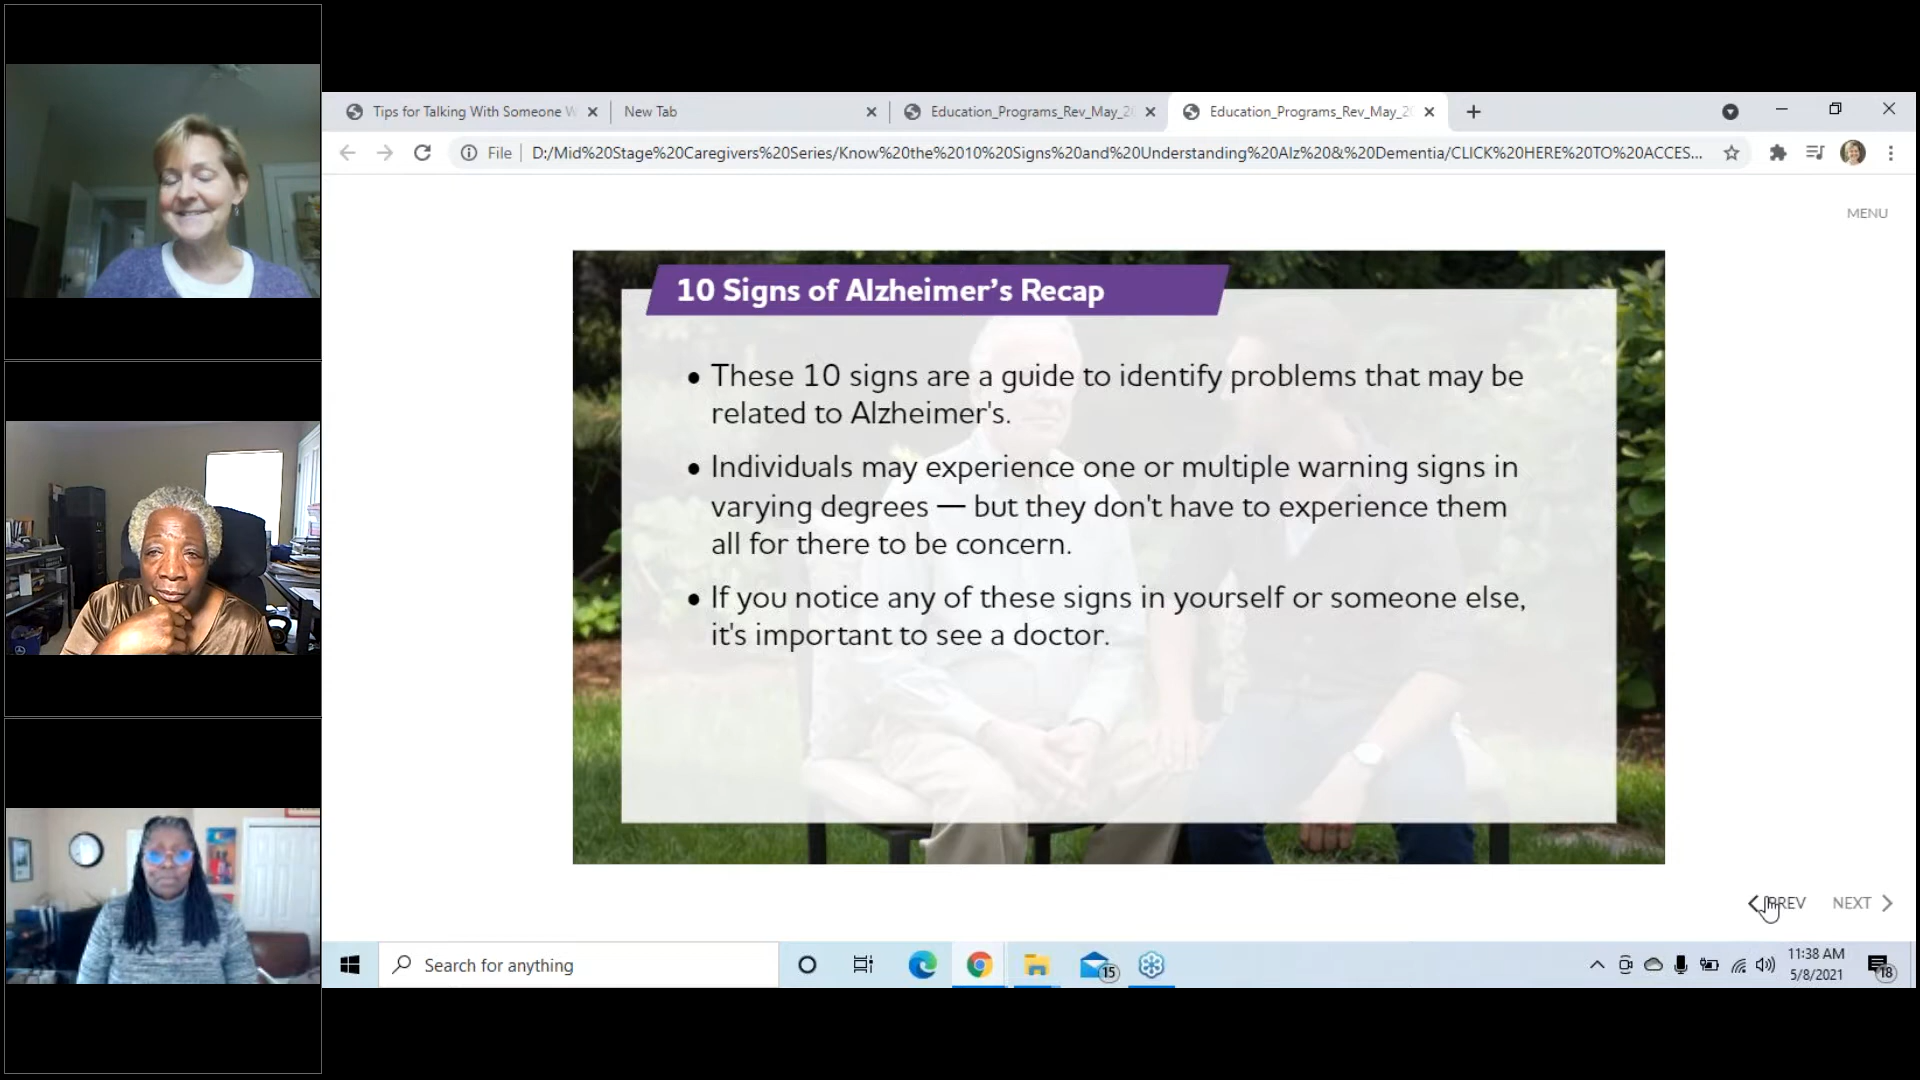 Tips for Talking With Someone W
New Tab
Education_Programs_Rev_May_2
Education_Programs_Rev_May_2
File
D:/Mid%20Stage%20Caregivers%20Series/Know%20the%2010%20Signs%20and%20Understanding%20Alz%20&%20Dementia/CLICK%20HERE%20TO%20ACCES...
MENU
10 Signs of Alzheimer's Recap
• These 10 signs are a guide to identify problems that may be
related to Alzheimer's.
• Individuals may experience one or multiple warning signs in
varying degrees — but they don't have to experience them
all for there to be concern.
• If you notice any of these signs in yourself or someone else,
it's important to see a doctor.
PREV
NEXT
Search for anything
15
11:38 AM
5/8/2021
18